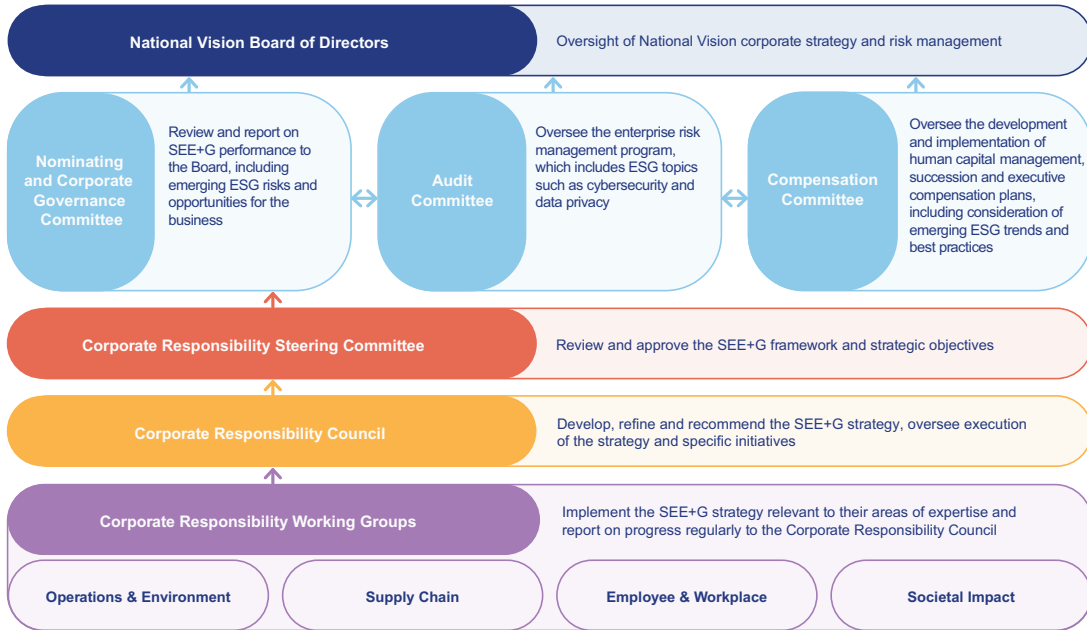 National Vision Board of Directors
Oversight of National Vision corporate strategy and risk management
Nominating
and Corporate
Governance
Committee
Review and report on
SEE+G performance to
the Board, including
emerging ESG risks and
opportunities for the
business
Audit
Committee
Oversee the enterprise risk
management program,
which includes ESG topics
such as cybersecurity and
data privacy
Compensation
Committee
Oversee the development
and implementation of
human capital management,
succession and executive
compensation plans,
including consideration of
emerging ESG trends and
best practices
Corporate Responsibility Steering Committee
Review and approve the SEE+G framework and strategic objectives
Corporate Responsibility Council
Develop, refine and recommend the SEE+G strategy, oversee execution
of the strategy and specific initiatives
Corporate Responsibility Working Groups
Implement the SEE+G strategy relevant to their areas of expertise and
report on progress regularly to the Corporate Responsibility Council
Operations & Environment
Supply Chain
Employee & Workplace
Societal Impact